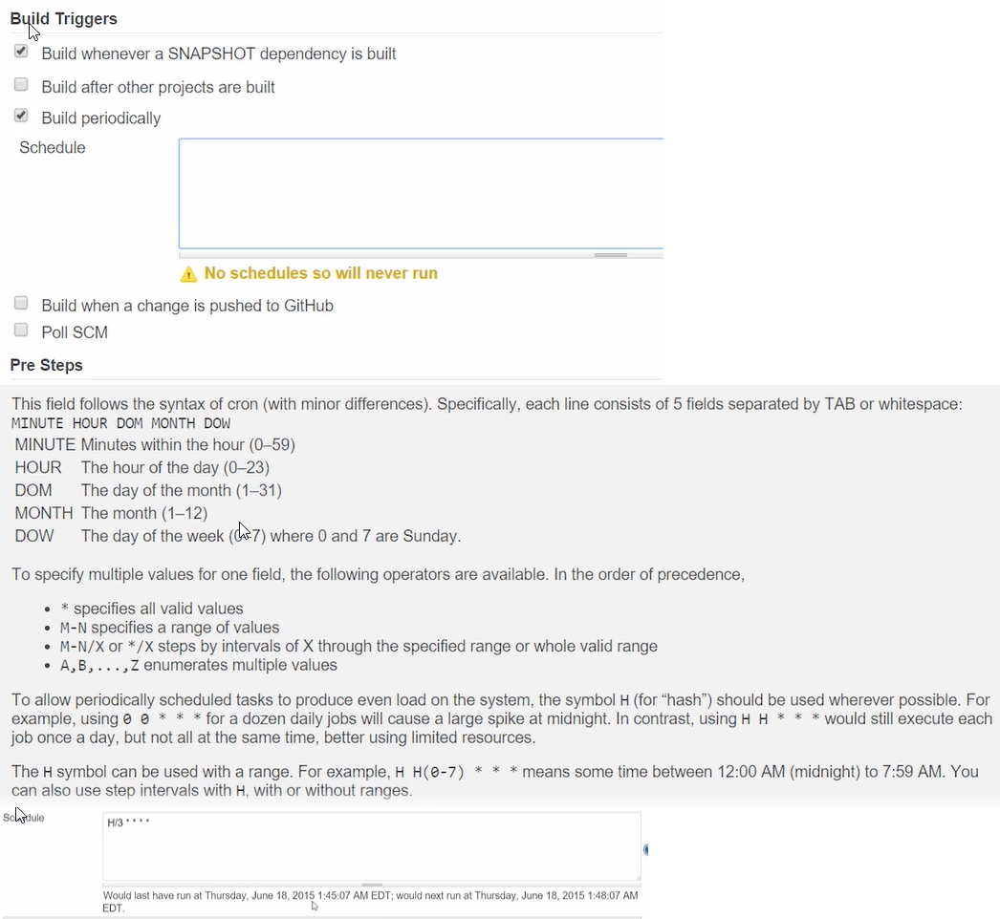 Build Triggers
Build whenever a SNAPSHOT dependency is built
Build after other projects are built
Build periodically
Schedule
No schedules so will never run
Build when a change is pushed to GitHub
Poll SCM
Pre Steps
This field follows the syntax of cron (with minor differences). Specifically, each line consists of 5 fields separated by TAB or whitespace:
MINUTE HOUR DOM MONTH DOW
MINUTE Minutes within the hour (0–59)
HOUR The hour of the day (0–23)
DOM The day of the month (1–31)
MONTH The month (1–12)
DOW The day of the week (0–7) where 0 and 7 are Sunday.
To specify multiple values for one field, the following operators are available. In the order of precedence,
• * specifies all valid values
• M-N specifies a range of values
• M-N/X or */X steps by intervals of X through the specified range or whole valid range
• A,B,...,Z enumerates multiple values
To allow periodically scheduled tasks to produce even load on the system, the symbol H (for “hash”) should be used wherever possible. For
example, using 0 0 * * * for a dozen daily jobs will cause a large spike at midnight. In contrast, using H H * * * would still execute each
job once a day, but not all at the same time, better using limited resources.
The H symbol can be used with a range. For example, H H(0-7) * * * means some time between 12:00 AM (midnight) to 7:59 AM. You
can also use step intervals with H, with or without ranges.
Schedule
H/3 * * * *
Would last have run at Thursday, June 18, 2015 1:45:07 AM EDT; would next run at Thursday, June 18, 2015 1:48:07 AM
EDT.